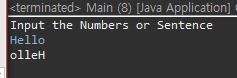 <terminated> Main (8) [Java Application]
Input the Numbers or Sentence
Hello
olleH